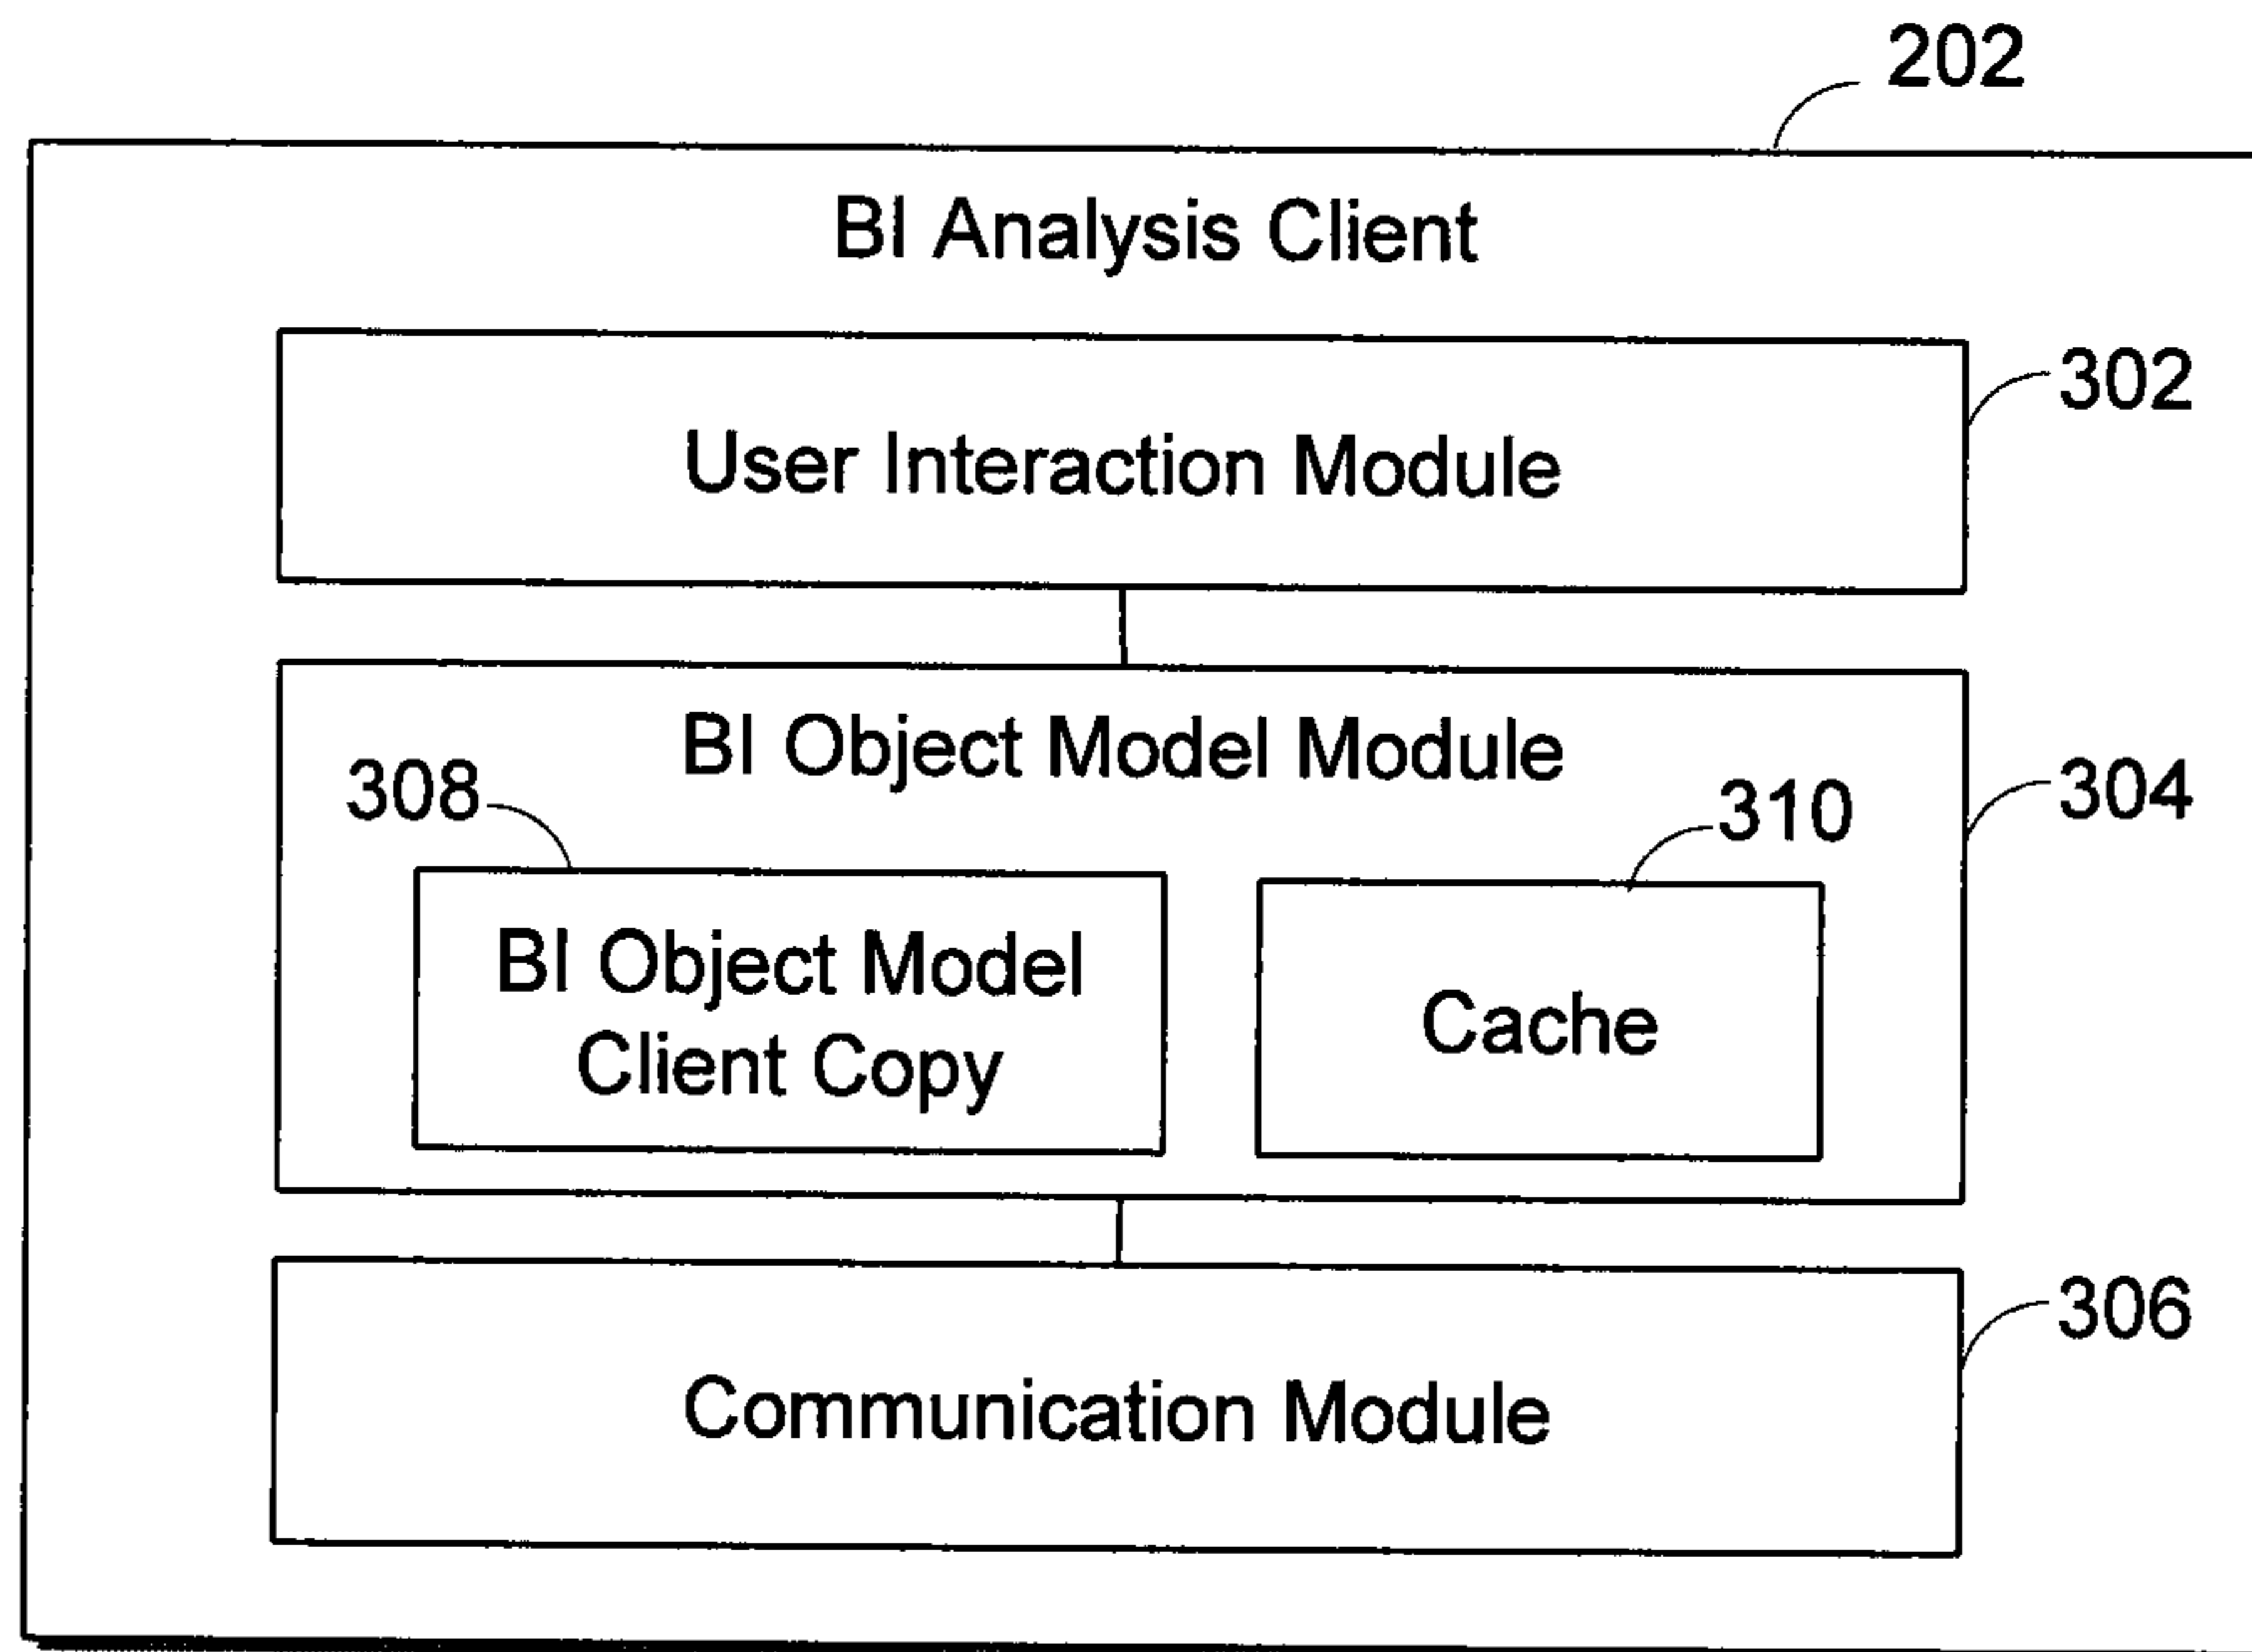 202
BI Analysis Client
302
User Interaction Module
BI Object Model Module
308
304
310
BI Object Model
Client Copy
Cache
306
Communication Module